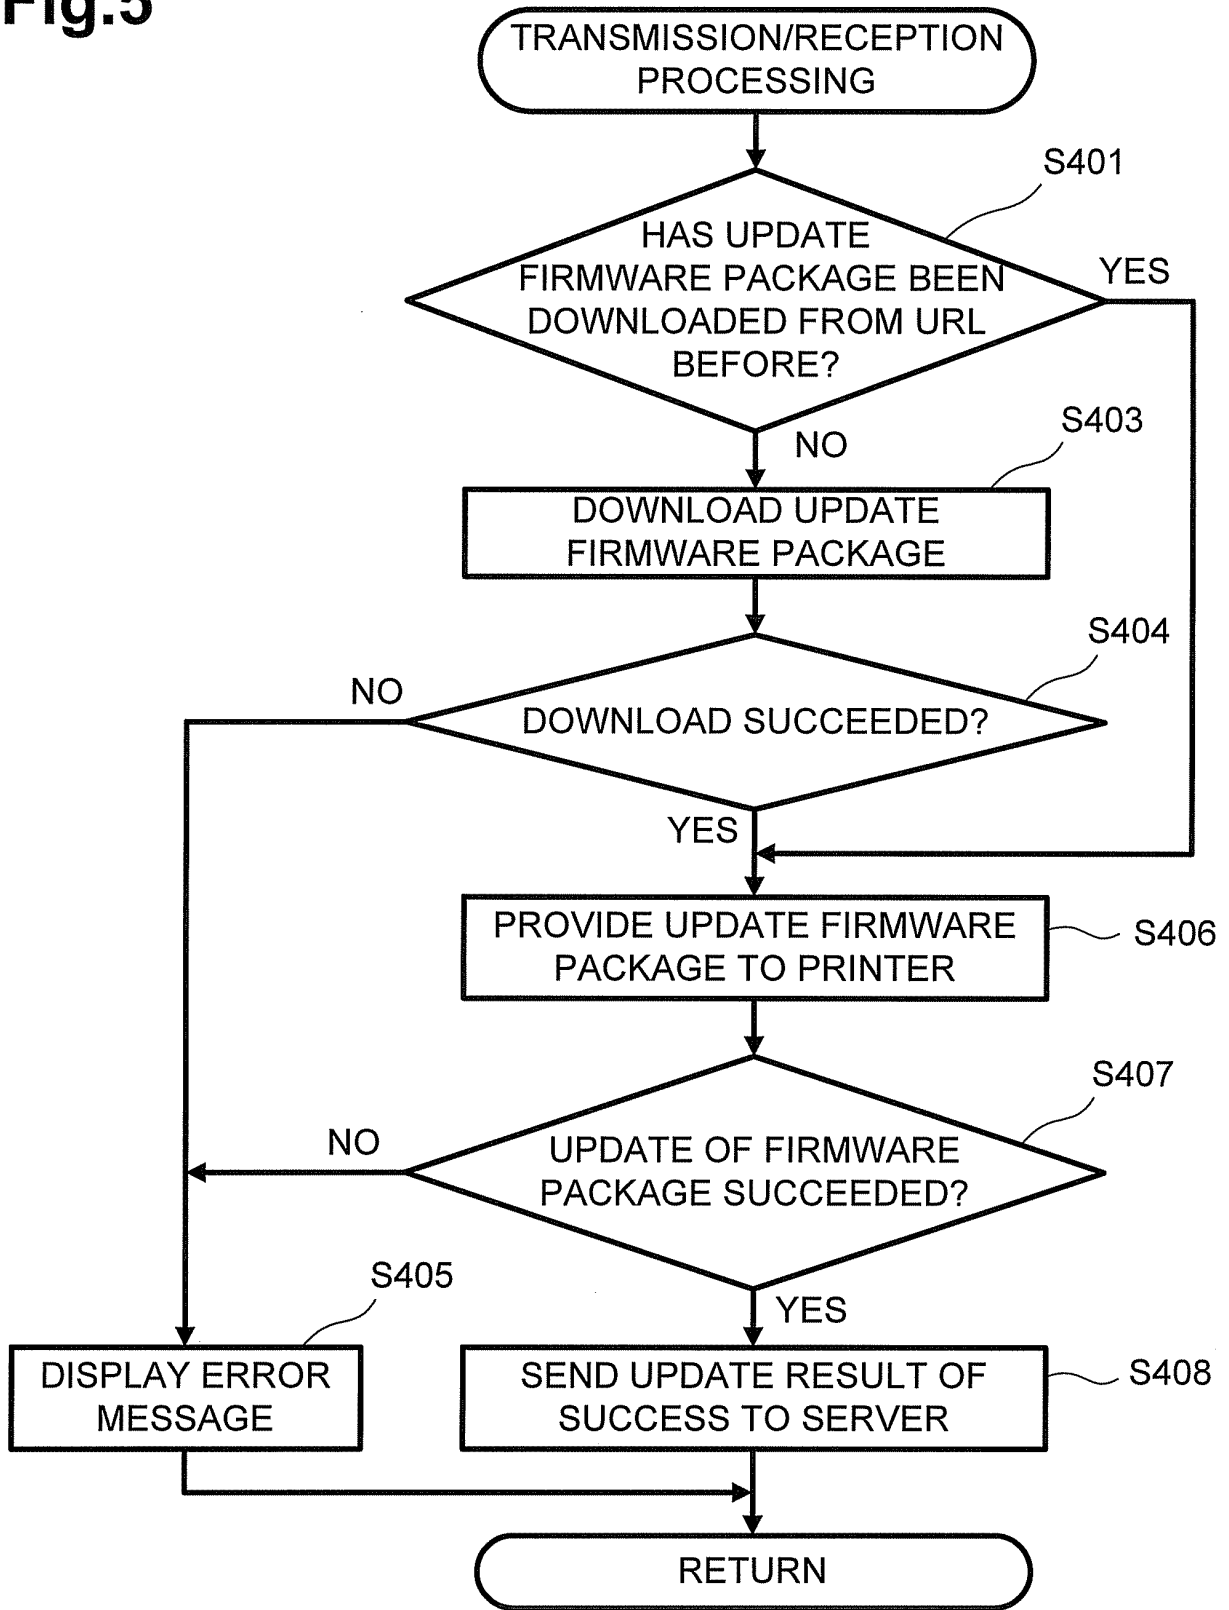 Fig.5
TRANSMISSION/RECEPTION
PROCESSING
S401
HAS UPDATE
FIRMWARE PACKAGE BEEN
DOWNLOADED FROM URL
BEFORE?
YES
NO
S403
DOWNLOAD UPDATE
FIRMWARE PACKAGE
S404
NO
DOWNLOAD SUCCEEDED?
YES
PROVIDE UPDATE FIRMWARE
PACKAGE TO PRINTER
S406
S407
NO
UPDATE OF FIRMWARE
PACKAGE SUCCEEDED?
YES
S405
DISPLAY ERROR
MESSAGE
SEND UPDATE RESULT OF
SUCCESS TO SERVER
S408
RETURN